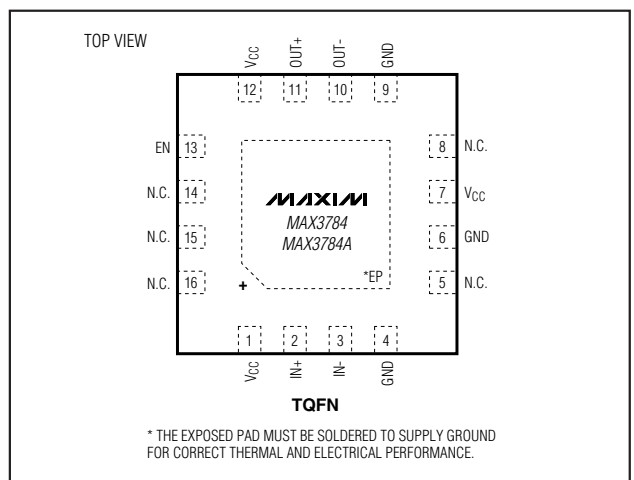 TOP VIEW
VCC
OUT+
OUT-
GND
12
11
10
9
EN 13
8 N.C.
N.C. 14
7 VCC
N.C. 15
6 GND
N.C. 16
5 N.C.
MAXIM
MAX3784
MAX3784A
*EP
+
1
2
3
4
VCC
IN+
IN-
GND
TQFN
* THE EXPOSED PAD MUST BE SOLDERED TO SUPPLY GROUND
FOR CORRECT THERMAL AND ELECTRICAL PERFORMANCE.